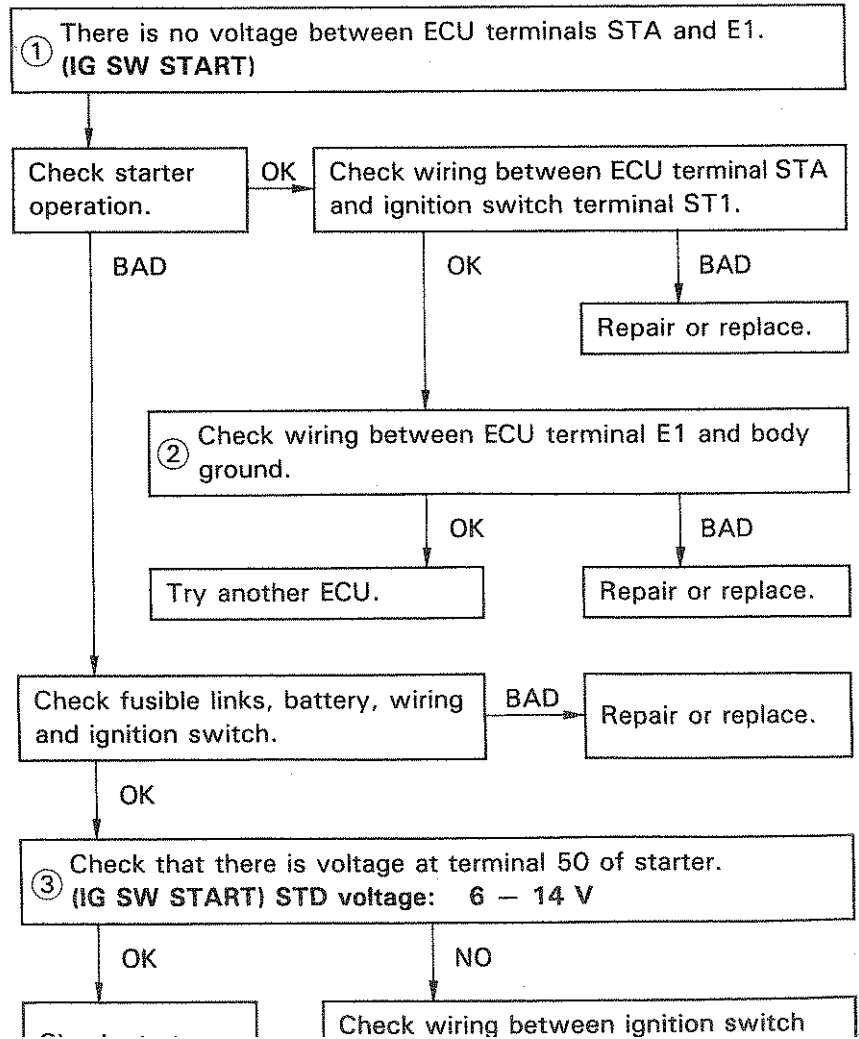 ① There is no voltage between ECU terminals STA and E1.
(IG SW START)
Check starter
operation.
OK
Check wiring between ECU terminal STA
and ignition switch terminal ST1.
BAD
OK
BAD
Repair or replace.
② Check wiring between ECU terminal E1 and body
ground.
OK
BAD
Try another ECU.
Repair or replace.
Check fusible links, battery, wiring
and ignition switch.
BAD
Repair or replace.
OK
③ Check that there is voltage at terminal 50 of starter.
(IG SW START) STD voltage: 6 – 14 V
OK
NO
Check wiring between ignition switch